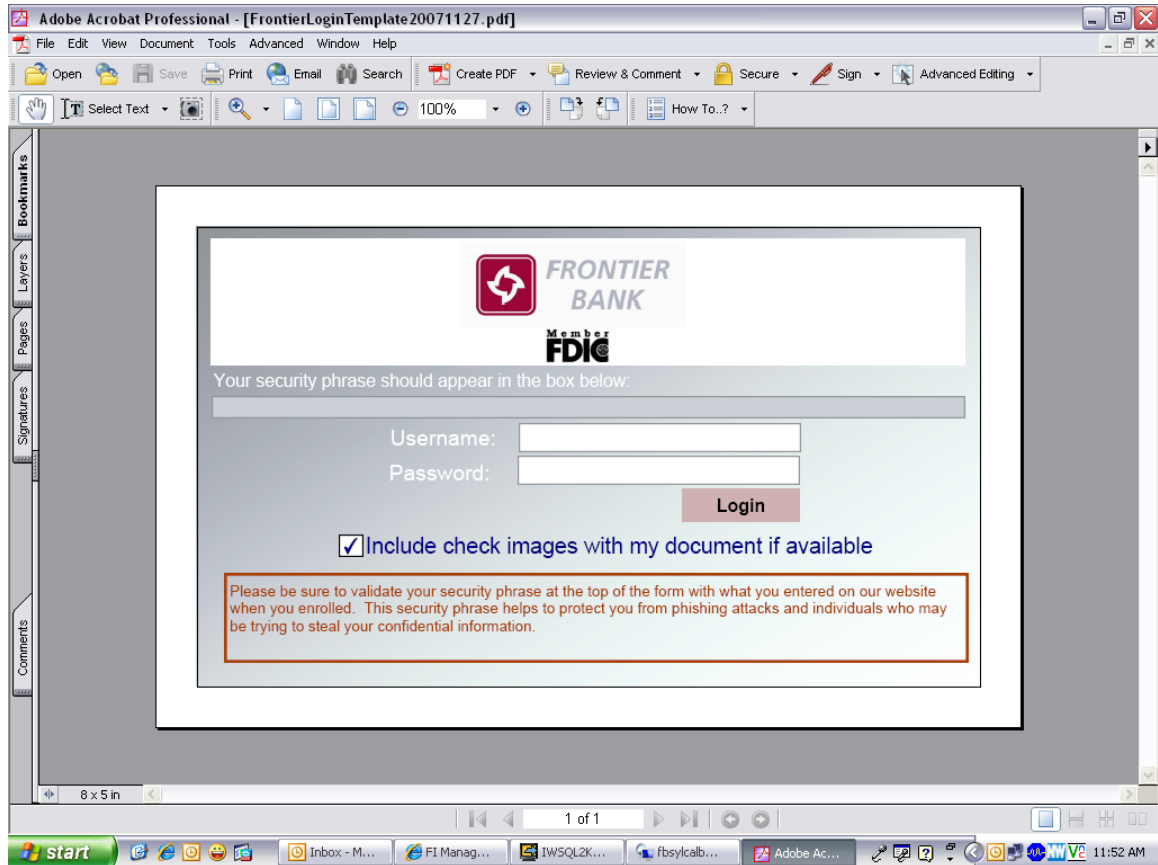 Adobe Acrobat Professional - [FrontierLoginTemplate20071127.pdf]
File Edit View Document Tools Advanced Window Help
Open Save Print Email Search Create PDF Review & Comment Secure Sign Advanced Editing
Select Text 100% How To..?
Bookmarks
Layers
Pages
Signatures
Comments
FRONTIER
BANK
Member
FDIC
Your security phrase should appear in the box below:
Username:
Password:
Login
Include check images with my document if available
Please be sure to validate your security phrase at the top of the form with what you entered on our website
when you enrolled. This security phrase helps to protect you from phishing attacks and individuals who may
be trying to steal your confidential information.
8 x 5 in
1 of 1
start Inbox - M... FI Manag... IWSQL2K... fbsylcalb... Adobe Ac... 11:52 AM